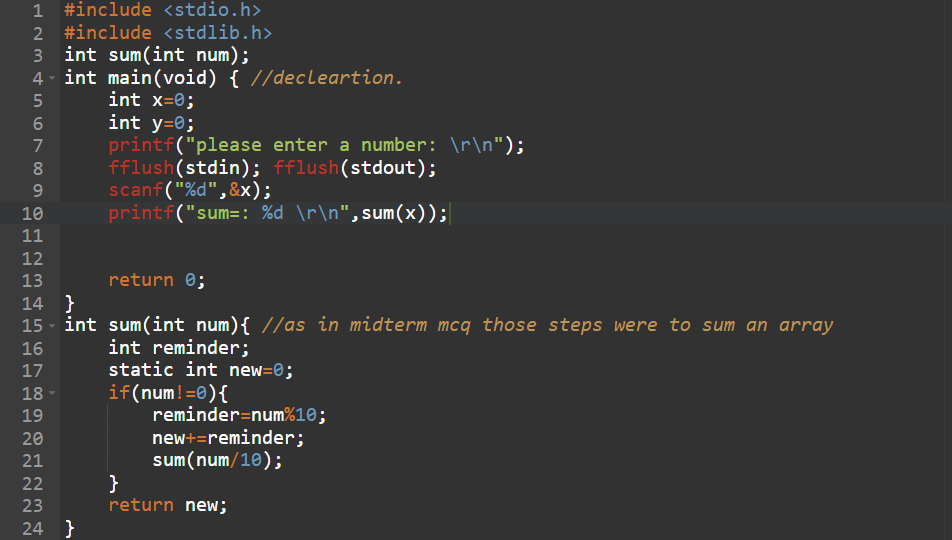 1 #include <stdio.h>
2 #include <stdlib.h>
3 int sum(int num);
4 int main(void) { //decleartion.
5     int x=0;
6     int y=0;
7     printf("please enter a number: \r\n");
8     fflush(stdin); fflush(stdout);
9     scanf("%d",&x);
10     printf("sum=: %d \r\n",sum(x));
11
12
13     return 0;
14 }
15 int sum(int num){ //as in midterm mcq those steps were to sum an array
16     int reminder;
17     static int new=0;
18     if(num!=0){
19         reminder=num%10;
20         new+=reminder;
21         sum(num/10);
22     }
23     return new;
24 }